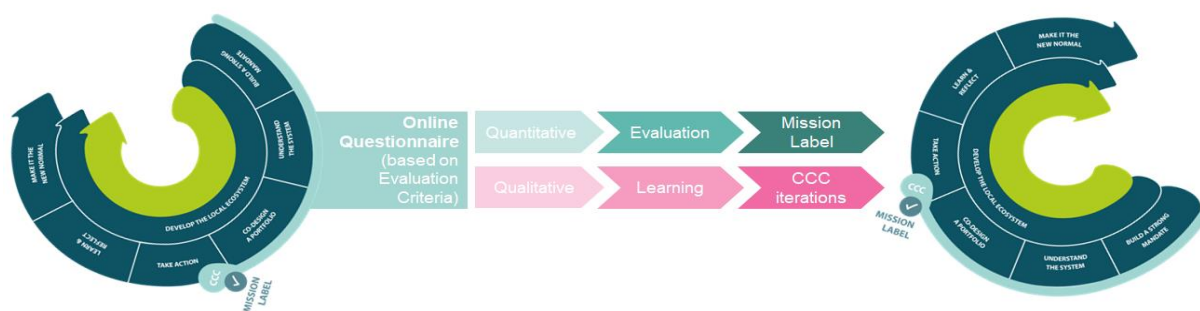 BUILD A STRONG
MANDATE
UNDERSTAND
THE SYSTEM
CO-DESIGN
A PORTFOLIO
TAKE ACTION
LEARN &
REFLECT
MAKE IT THE
NEW NORMAL
DEVELOP THE LOCAL ECOSYSTEM
CCC
MISSION
LABEL
Online
Questionnaire
(based on
Evaluation
Criteria)
Quantitative
Evaluation
Mission
Label
Qualitative
Learning
CCC
iterations
MAKE IT THE
NEW NORMAL
LEARN &
REFLECT
TAKE ACTION
DEVELOP THE LOCAL ECOSYSTEM
CCC
MISSION LABEL
CO-DESIGN
A PORTFOLIO
UNDERSTAND
THE SYSTEM
BUILD A STRONG
MANDATE